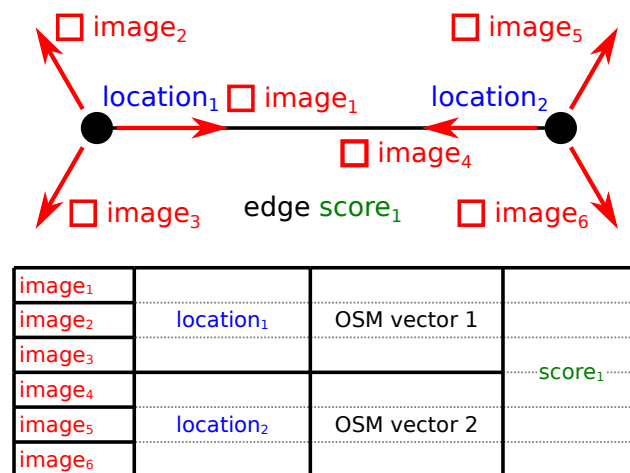 image₂
image₅
location₁
image₁
location₂
image₄
image₃
edge score₁
image₆
image₁
image₂
location₁
OSM vector 1
image₃
score₁
image₄
image₅
location₂
OSM vector 2
image₆